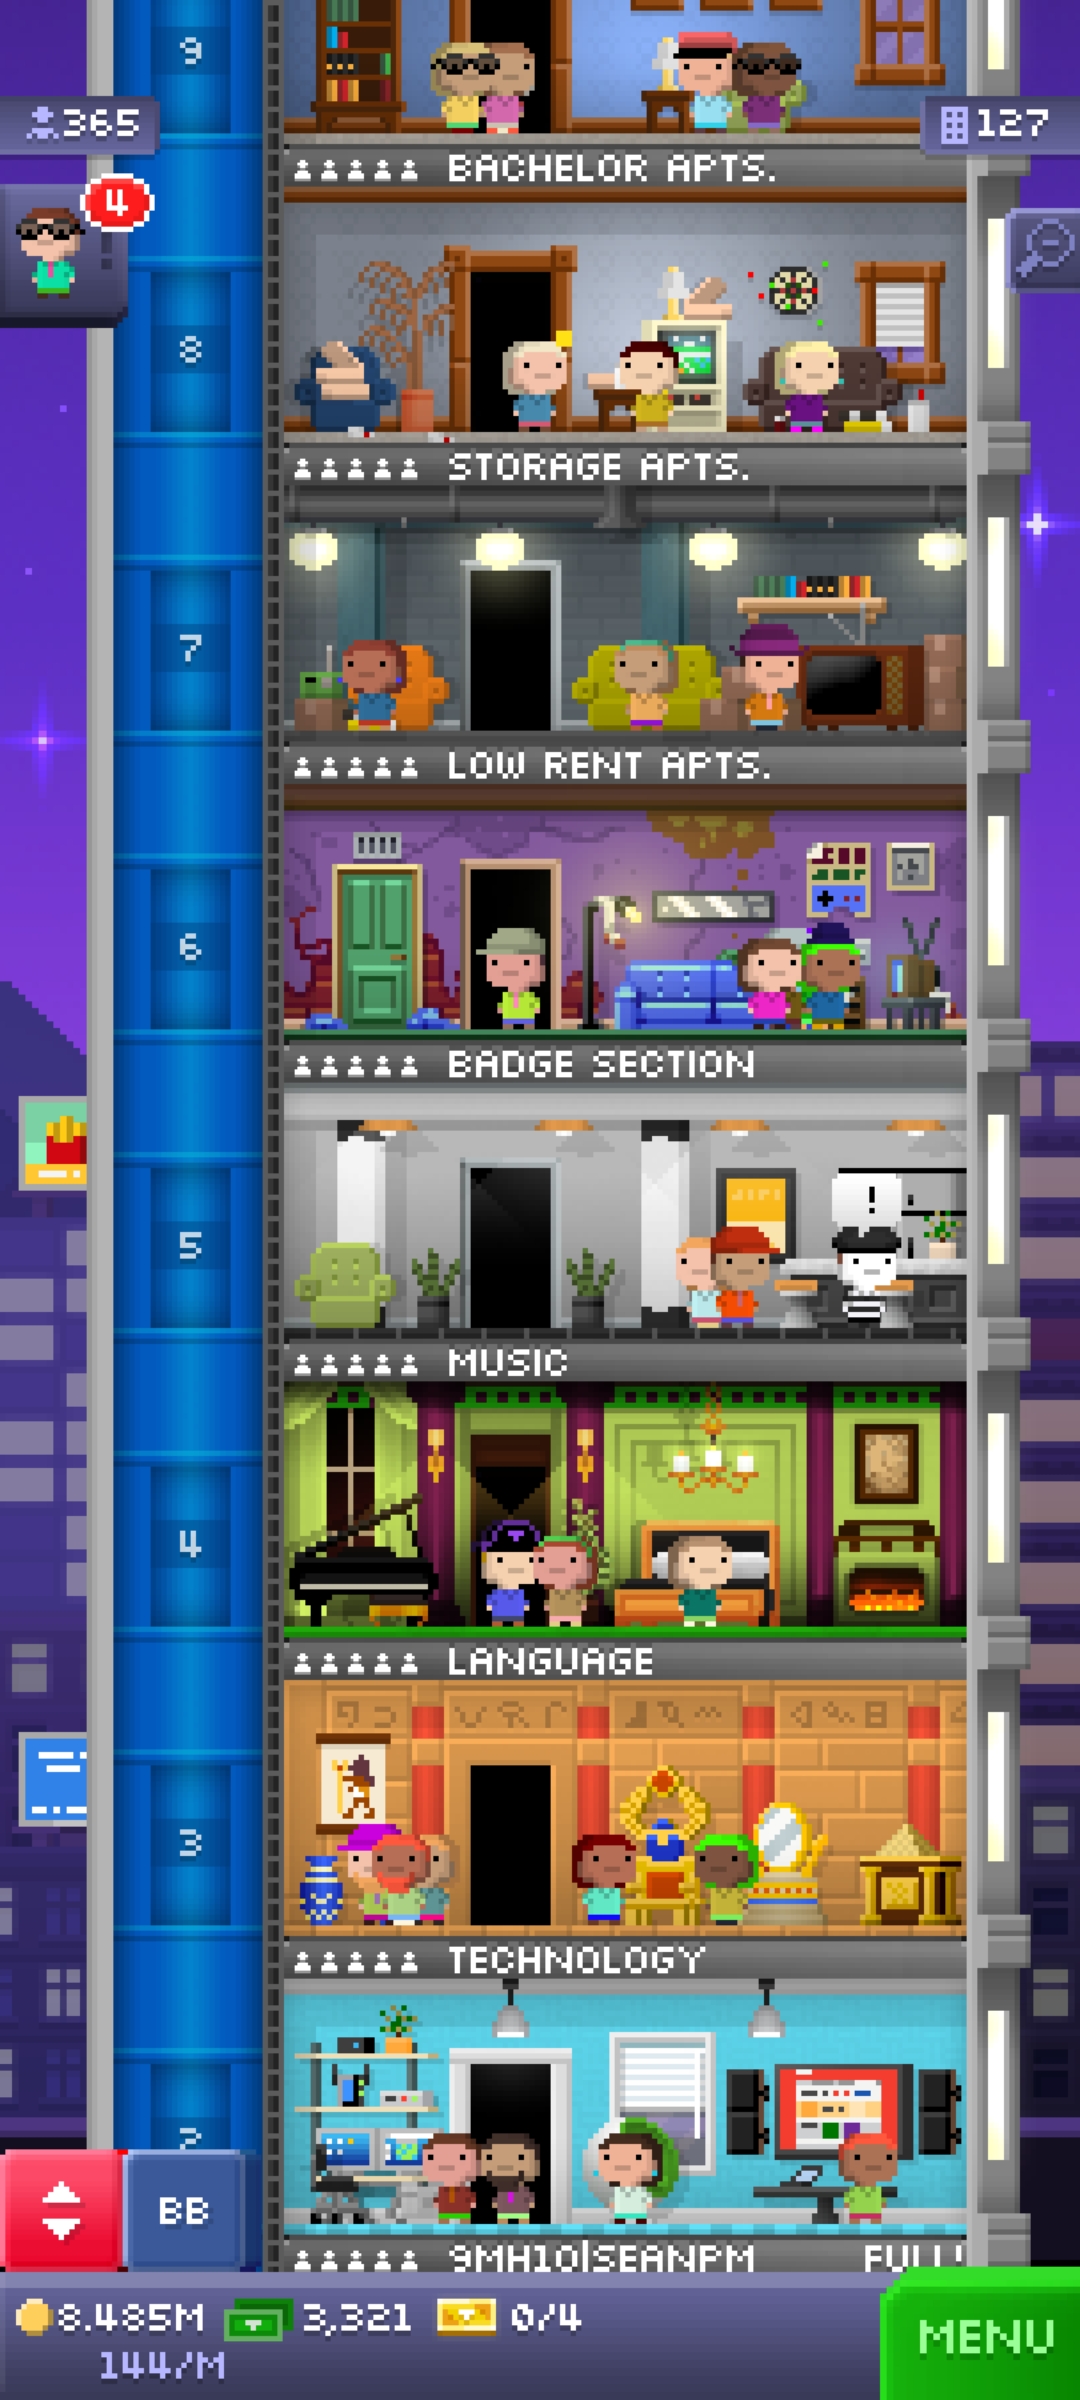 9
365
127
BACHELOR APTS.
4
8
STORAGE APTS.
7
LOW RENT APTS.
6
BADGE SECTION
!
5
MUSIC
4
LANGUAGE
3
TECHNOLOGY
2
BB
9MH10|SEANPM FULL!
8.485M 3,321 0/4
144/M
MENU